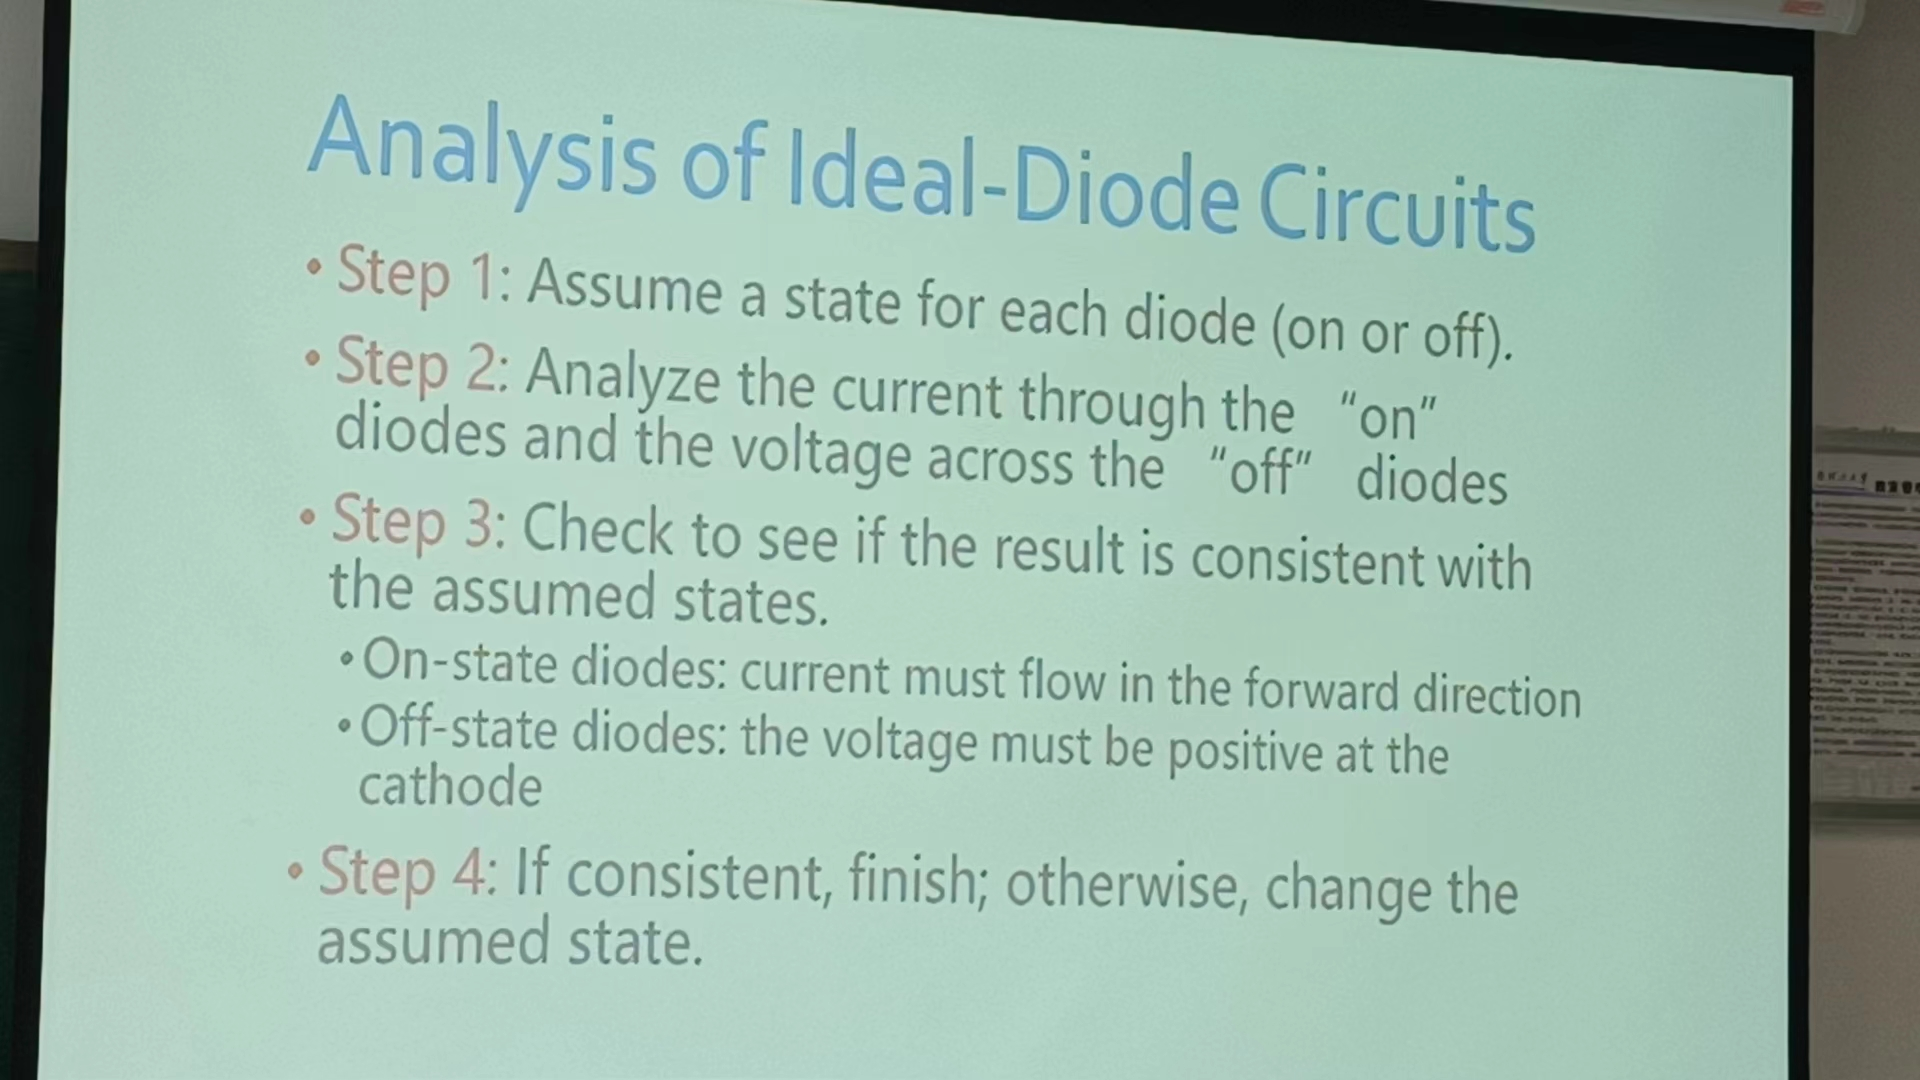 Analysis of Ideal-Diode Circuits
• Step 1: Assume a state for each diode (on or off).
• Step 2: Analyze the current through the “on”
diodes and the voltage across the “off” diodes
• Step 3: Check to see if the result is consistent with
the assumed states.
• On-state diodes: current must flow in the forward direction
• Off-state diodes: the voltage must be positive at the
cathode
• Step 4: If consistent, finish; otherwise, change the
assumed state.